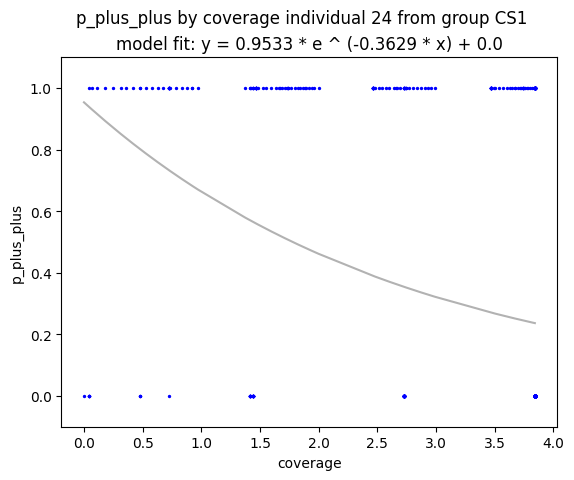 p_plus_plus by coverage individual 24 from group CS1
model fit: y = 0.9533 * e ^ (-0.3629 * x) + 0.0
1.0
0.8
0.6
0.4
0.2
0.0
p_plus_plus
0.0 0.5 1.0 1.5 2.0 2.5 3.0 3.5 4.0
coverage